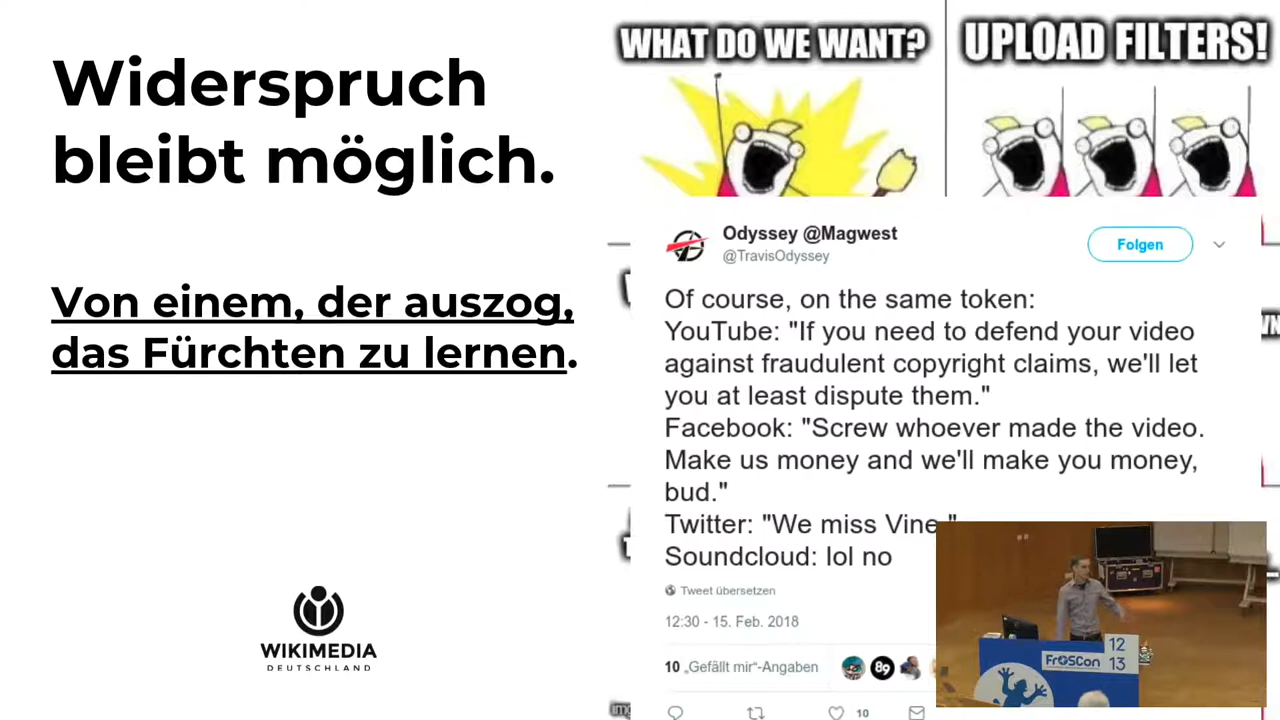 Widerspruch
bleibt möglich.
Von einem, der auszog,
das Fürchten zu lernen.
WIKIMEDIA
DEUTSCHLAND
WHAT DO WE WANT?
UPLOAD FILTERS!
Odyssey @Magwest
@TravisOdyssey
Folgen
Of course, on the same token:
YouTube: "If you need to defend your video
against fraudulent copyright claims, we'll let
you at least dispute them."
Facebook: "Screw whoever made the video.
Make us money and we'll make you money,
bud."
Twitter: "We miss Vine."
Soundcloud: lol no
Tweet übersetzen
12:30 - 15. Feb. 2018
10 „Gefällt mir“-Angaben
89
10
FrOSCon
12
13